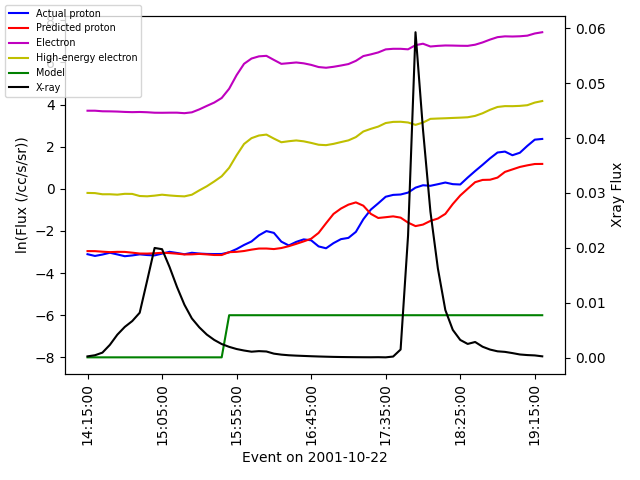 Actual proton
Predicted proton
Electron
High-energy electron
Model
X-ray
4
2
0
−2
−4
−6
−8
ln(Flux (/cc/s/sr))
0.06
0.05
0.04
0.03
0.02
0.01
0.00
Xray Flux
14:15:00
15:05:00
15:55:00
16:45:00
17:35:00
18:25:00
19:15:00
Event on 2001-10-22